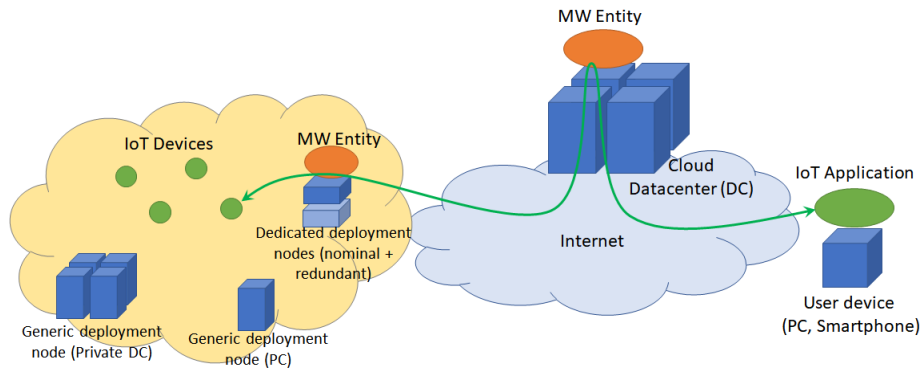 MW Entity
IoT Devices
MW Entity
Cloud
Datacenter (DC)
IoT Application
Dedicated deployment
nodes (nominal +
redundant)
Internet
Generic deployment
node (Private DC)
Generic deployment
node (PC)
User device
(PC, Smartphone)